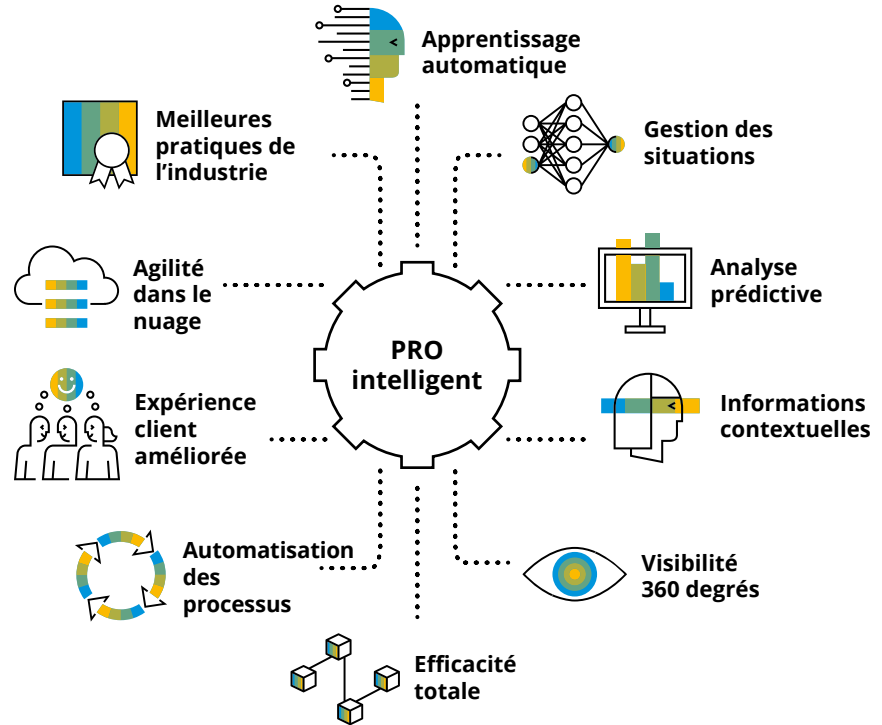 Apprentissage
automatique
Meilleures
pratiques de
l’industrie
Gestion des
situations
Agilité
dans le
nuage
Analyse
prédictive
PRO
intelligent
Expérience
client
améliorée
Informations
contextuelles
Automatisation
des
processus
Visibilité
360 degrés
Efficacité
totale